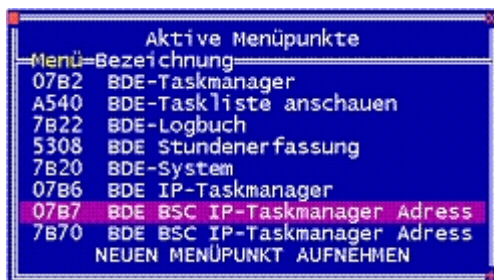 Aktive Menüpunkte
Menü Bezeichnung
07B2 BDE-Taskmanager
A540 BDE-Taskliste anschauen
7B22 BDE-Logbuch
5308 BDE Stundenerfassung
7B20 BDE-System
07B6 BDE IP-Taskmanager
07B7 BDE BSC IP-Taskmanager Adress
7B70 BDE BSC IP-Taskmanager Adress
NEUEN MENÜPUNKT AUFNEHMEN